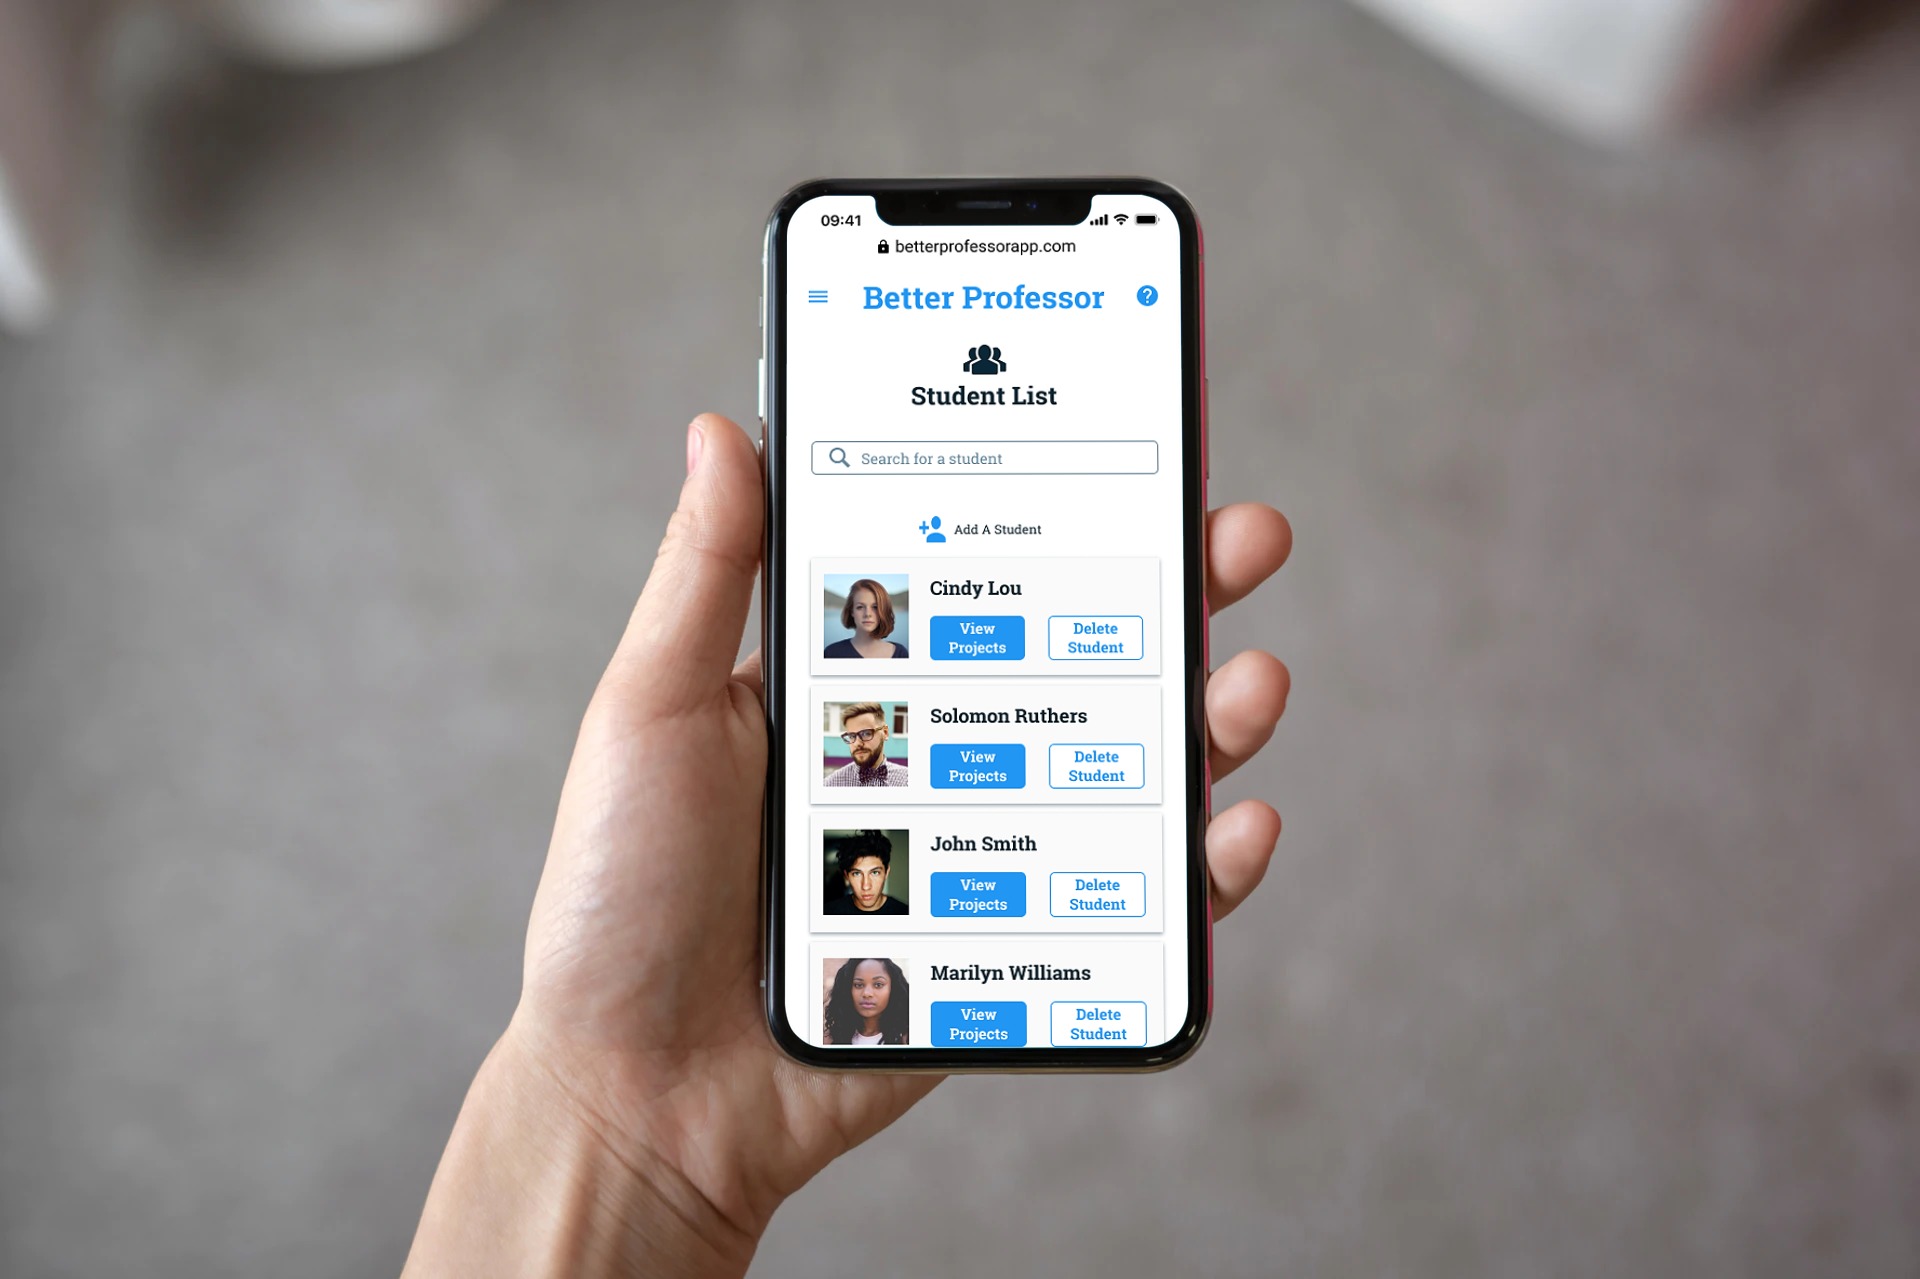 09:41
betterprofessorapp.com
Better Professor
?
Student List
Search for a student
Add A Student
Cindy Lou
View
Projects
Delete
Student
Solomon Ruthers
View
Projects
Delete
Student
John Smith
View
Projects
Delete
Student
Marilyn Williams
View
Projects
Delete
Student